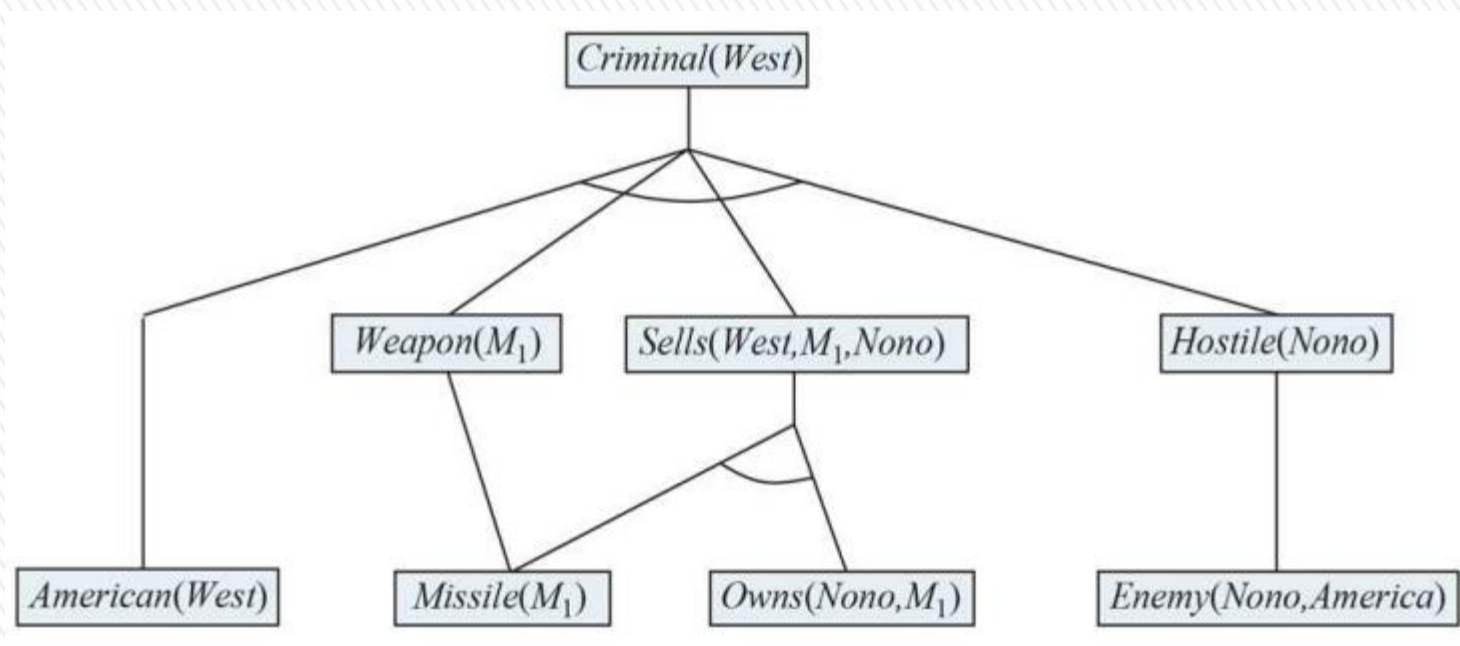 Criminal(West)
Weapon(M₁)
Sells(West,M₁,Nono)
Hostile(Nono)
American(West)
Missile(M₁)
Owns(Nono,M₁)
Enemy(Nono,America)